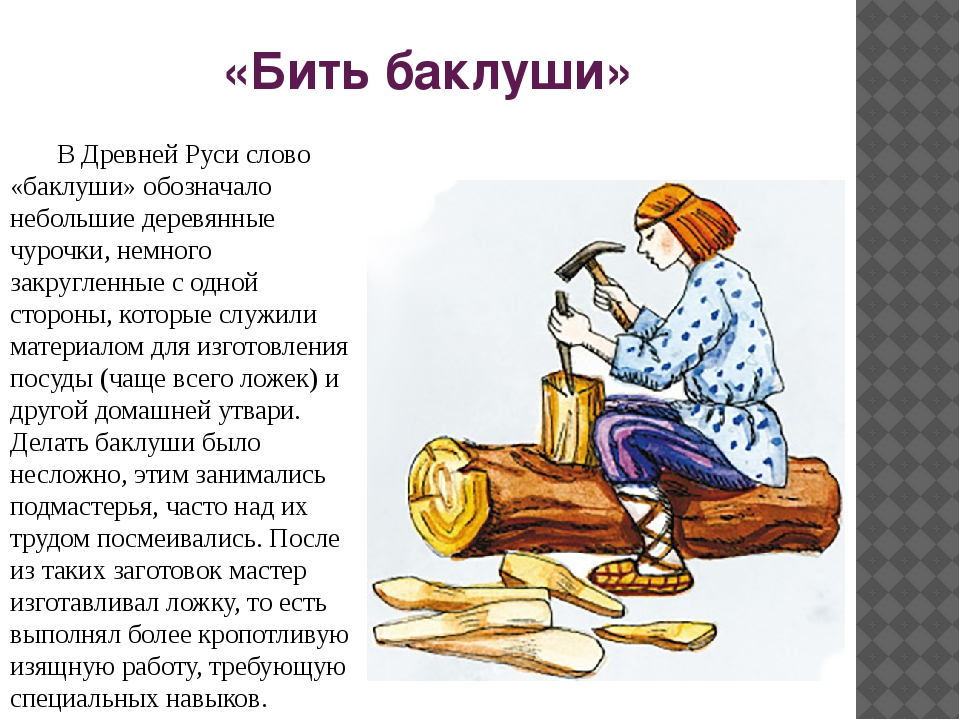 «Бить баклуши»
В Древней Руси слово
«баклуши» обозначало
небольшие деревянные
чурочки, немного
закругленные с одной
стороны, которые служили
материалом для изготовления
посуды (чаще всего ложек) и
другой домашней утвари.
Делать баклуши было
несложно, этим занимались
подмастерья, часто над их
трудом посмеивались. После
из таких заготовок мастер
изготавливал ложку, то есть
выполнял более кропотливую
изящную работу, требующую
специальных навыков.